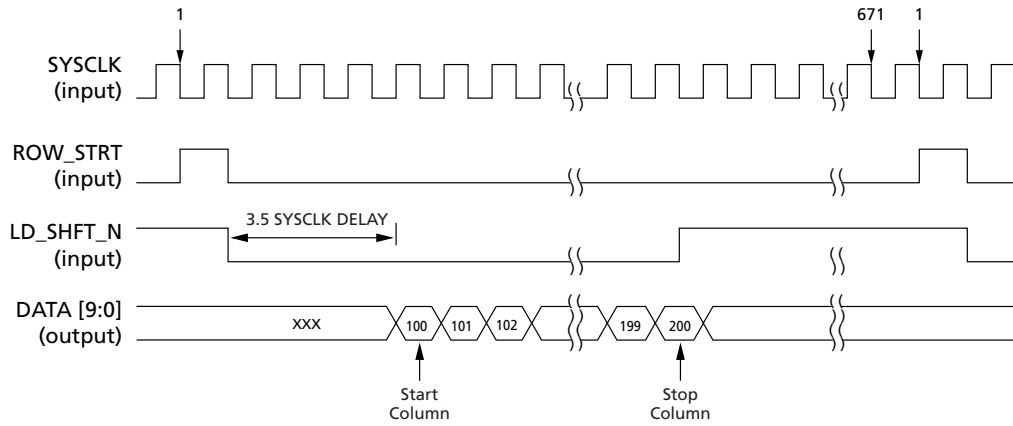 1 671 1
SYSCLK
(input)
ROW_STRT
(input)
LD_SHFT_N
(input)
3.5 SYSCLK DELAY
DATA [9:0]
(output)
XXX 100 101 102 199 200
Start
Column
Stop
Column